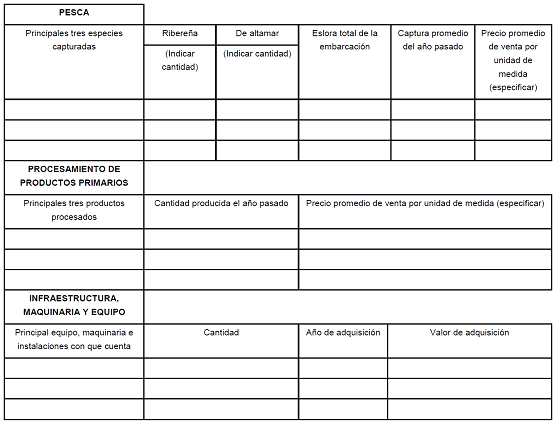 PESCA
Principales tres especies
capturadas
Ribereña
(Indicar
cantidad)
De altamar
(Indicar cantidad)
Eslora total de la
embarcación
Captura promedio
del año pasado
Precio promedio
de venta por
unidad de
medida
(especificar)
PROCESAMIENTO DE
PRODUCTOS PRIMARIOS
Principales tres productos
procesados
Cantidad producida el año pasado
Precio promedio de venta por unidad de medida (especificar)
INFRAESTRUCTURA,
MAQUINARIA Y EQUIPO
Principal equipo, maquinaria e
instalaciones con que cuenta
Cantidad
Año de adquisición
Valor de adquisición